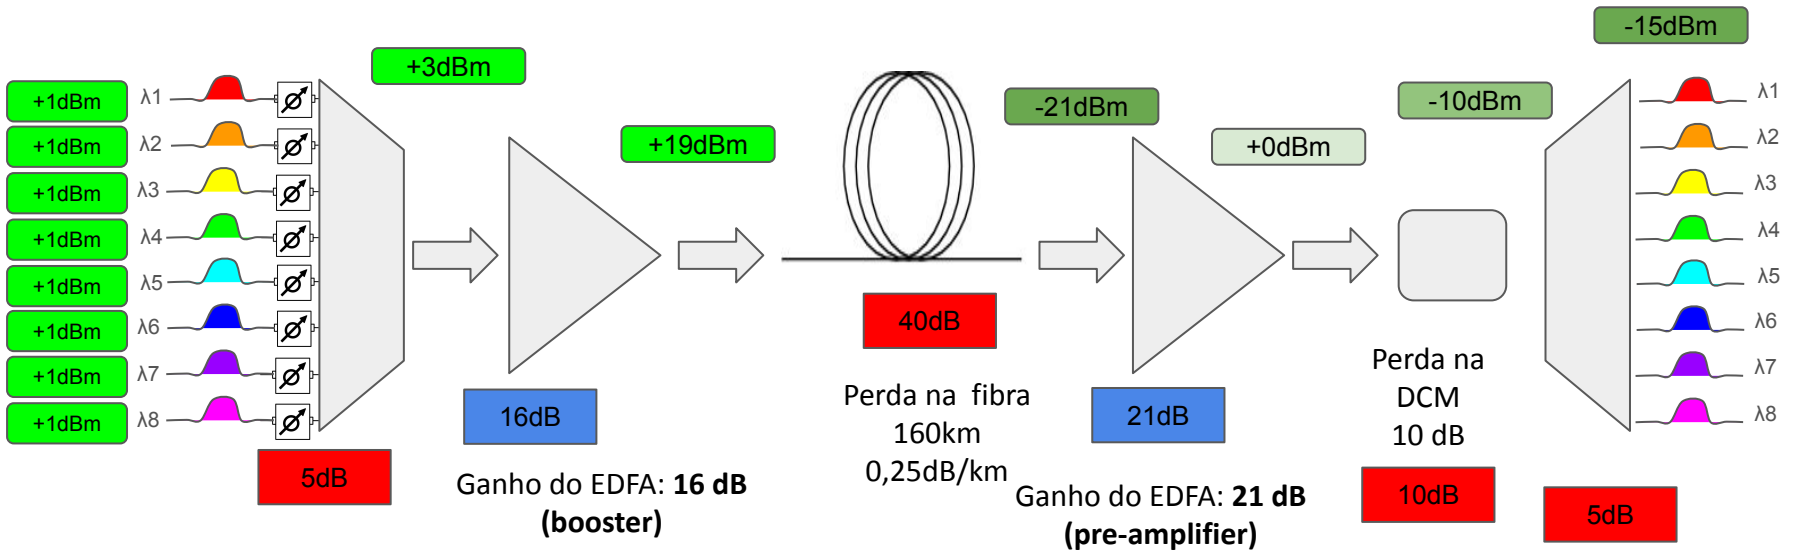 -15dBm
+3dBm
+1dBm λ1
+1dBm λ2
+1dBm λ3
+1dBm λ4
+1dBm λ5
+1dBm λ6
+1dBm λ7
+1dBm λ8
5dB
16dB
Ganho do EDFA: 16 dB
(booster)
+19dBm
40dB
Perda na fibra
160km
0,25dB/km
-21dBm
21dB
Ganho do EDFA: 21 dB
(pre-amplifier)
+0dBm
-10dBm
Perda na
DCM
10 dB
10dB
5dB
λ1
λ2
λ3
λ4
λ5
λ6
λ7
λ8